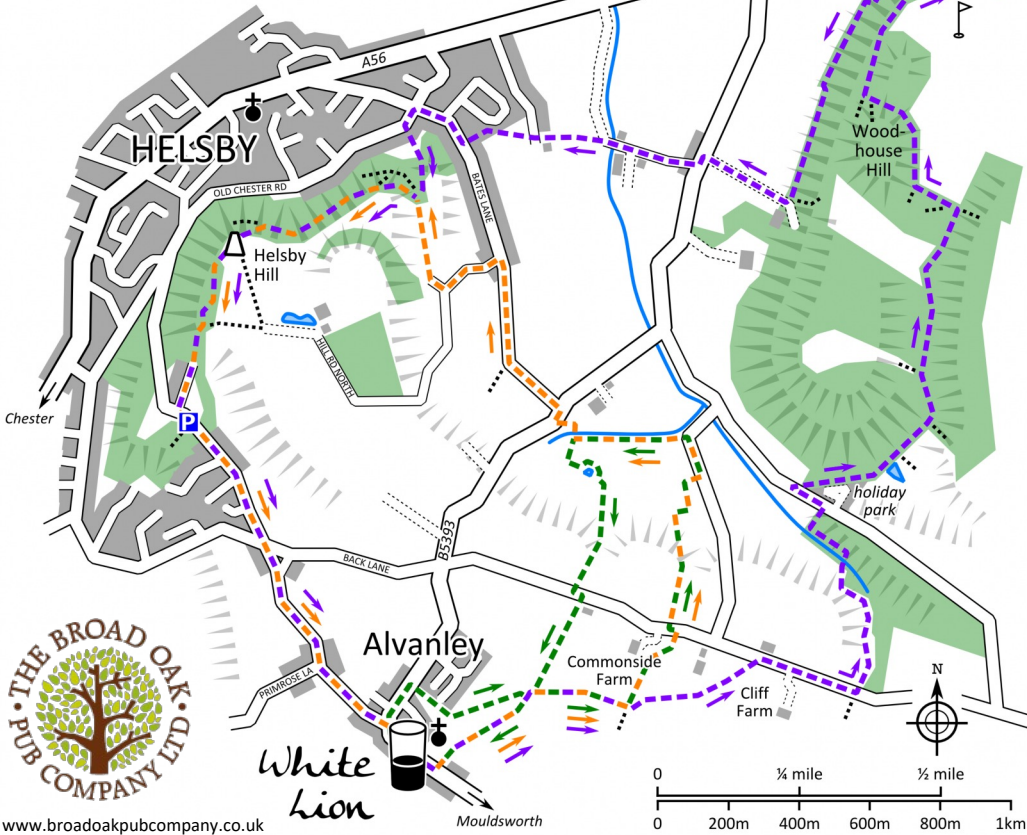 A56
HELSBY
OLD CHESTER RD
BATES LANE
Wood-
house
Hill
Helsby
Hill
HILL RD NORTH
Chester
P
holiday
park
B5393
BACK LANE
Alvanley
Commonside
Farm
Cliff
Farm
PRIMROSE LA
White
Lion
Mouldsworth
N
THE BROAD OAK
PUB COMPANY LTD
www.broadoakpubcompany.co.uk
0 ¼ mile ½ mile
0 200m 400m 600m 800m 1km